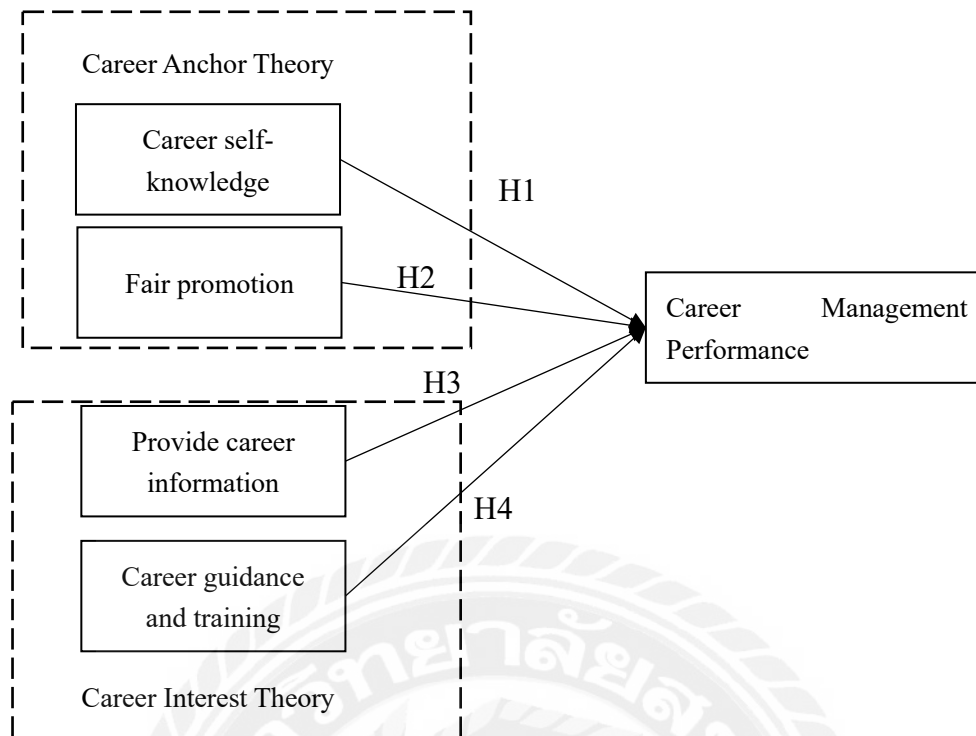 Career Anchor Theory
Career self-
knowledge
H1
Fair promotion
H2
Career Management
Performance
H3
Provide career
information
H4
Career guidance
and training
Career Interest Theory